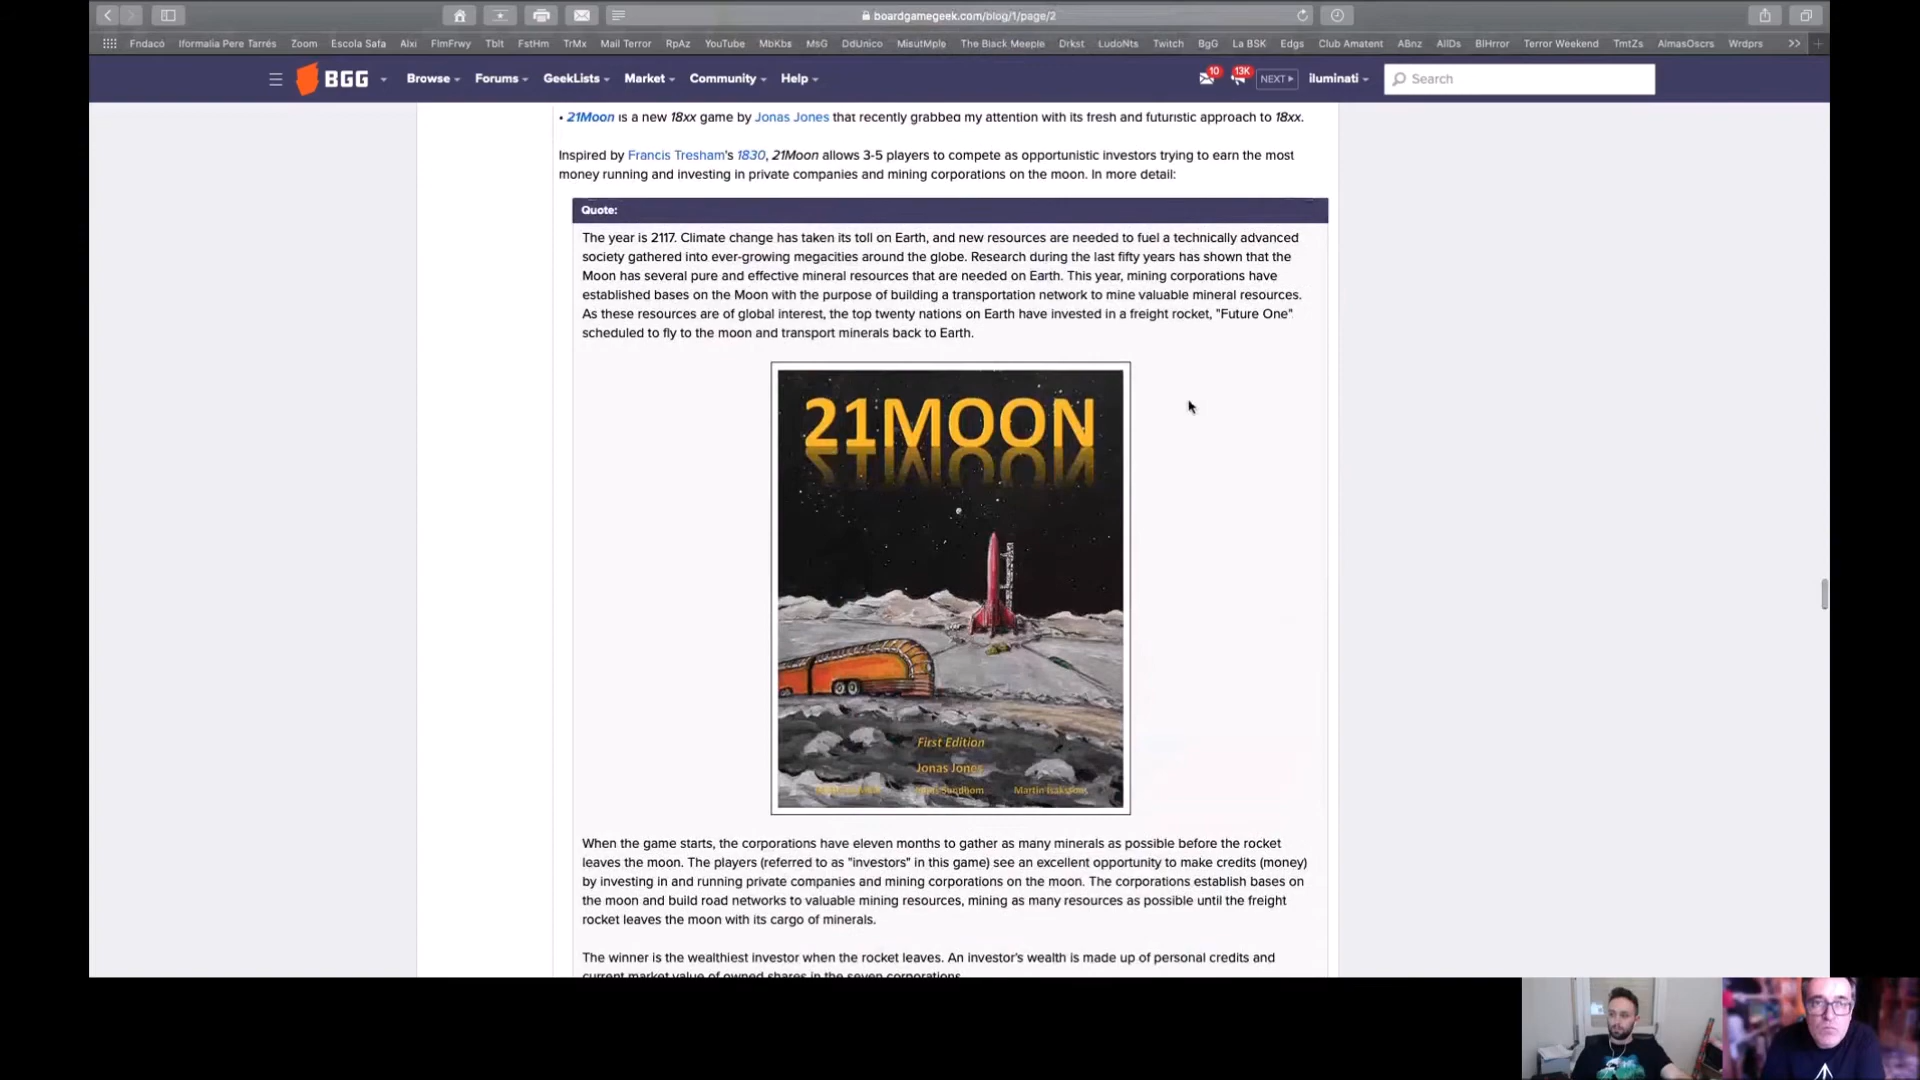 boardgamegeek.com/blog/1/page/2
Fndacó Iformalia Pere Tarrés Zoom Escola Safa Alxi FlmFrwy Tblt FstHm TrMx Mail Terror RpAz YouTube MbKbs MsG DdUnico MisutMple The Black Meeple Drkst LudoNts Twitch BgG La BSK Edgs Club Amatent ABnz AllDs BlHrror Terror Weekend TmtZs AlmasOscrs Wrdprs
BGG Browse Forums GeekLists Market Community Help 10 13K NEXT iluminati Search
• 21Moon is a new 18xx game by Jonas Jones that recently grabbed my attention with its fresh and futuristic approach to 18xx.
Inspired by Francis Tresham's 1830, 21Moon allows 3-5 players to compete as opportunistic investors trying to earn the most
money running and investing in private companies and mining corporations on the moon. In more detail:
Quote:
The year is 2117. Climate change has taken its toll on Earth, and new resources are needed to fuel a technically advanced
society gathered into ever-growing megacities around the globe. Research during the last fifty years has shown that the
Moon has several pure and effective mineral resources that are needed on Earth. This year, mining corporations have
established bases on the Moon with the purpose of building a transportation network to mine valuable mineral resources.
As these resources are of global interest, the top twenty nations on Earth have invested in a freight rocket, "Future One"
scheduled to fly to the moon and transport minerals back to Earth.
21MOON
First Edition
Jonas Jones
Martin Isaksson
When the game starts, the corporations have eleven months to gather as many minerals as possible before the rocket
leaves the moon. The players (referred to as "investors" in this game) see an excellent opportunity to make credits (money)
by investing in and running private companies and mining corporations on the moon. The corporations establish bases on
the moon and build road networks to valuable mining resources, mining as many resources as possible until the freight
rocket leaves the moon with its cargo of minerals.
The winner is the wealthiest investor when the rocket leaves. An investor's wealth is made up of personal credits and
current market value of owned shares in the seven corporations.